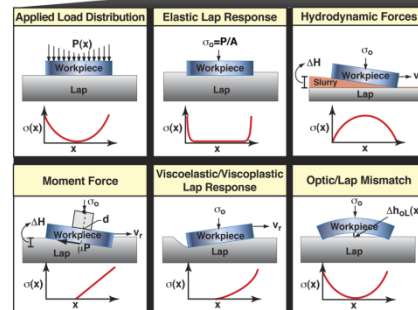 Applied Load Distribution
P(x)
Workpiece
Lap
σ(x)
x
Elastic Lap Response
σo=P/A
Workpiece
Lap
σ(x)
x
Hydrodynamic Forces
σo
ΔH
Workpiece
Slurry
Lap
σ(x)
x
Moment Force
σo
d
ΔH
Workpiece
vr
Lap
μP
σ(x)
x
Viscoelastic/Viscoplastic
Lap Response
σo
Workpiece
vr
Lap
σ(x)
x
Optic/Lap Mismatch
σo
Workpiece
Lap
σ(x)
x